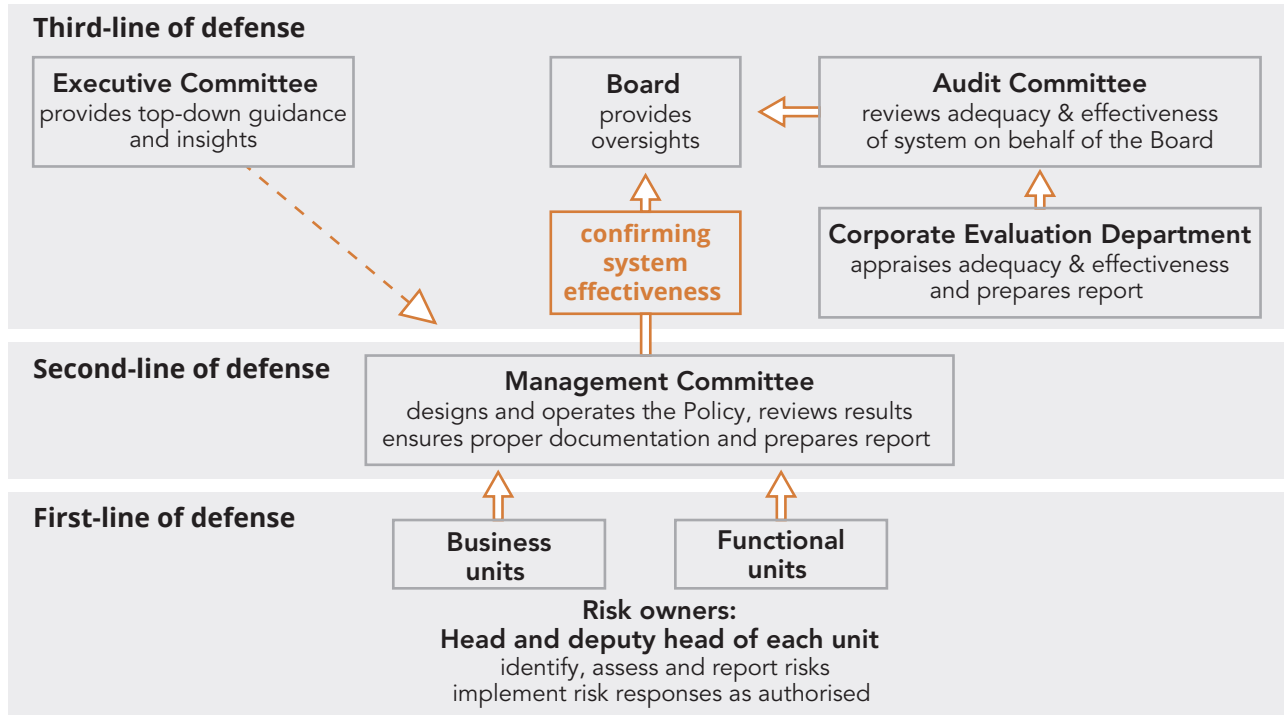 Third-line of defense
Executive Committee
provides top-down guidance
and insights
Board
provides
oversights
Audit Committee
reviews adequacy & effectiveness
of system on behalf of the Board
confirming
system
effectiveness
Corporate Evaluation Department
appraises adequacy & effectiveness
and prepares report
Second-line of defense
Management Committee
designs and operates the Policy, reviews results
ensures proper documentation and prepares report
First-line of defense
Business
units
Functional
units
Risk owners:
Head and deputy head of each unit
identify, assess and report risks
implement risk responses as authorised